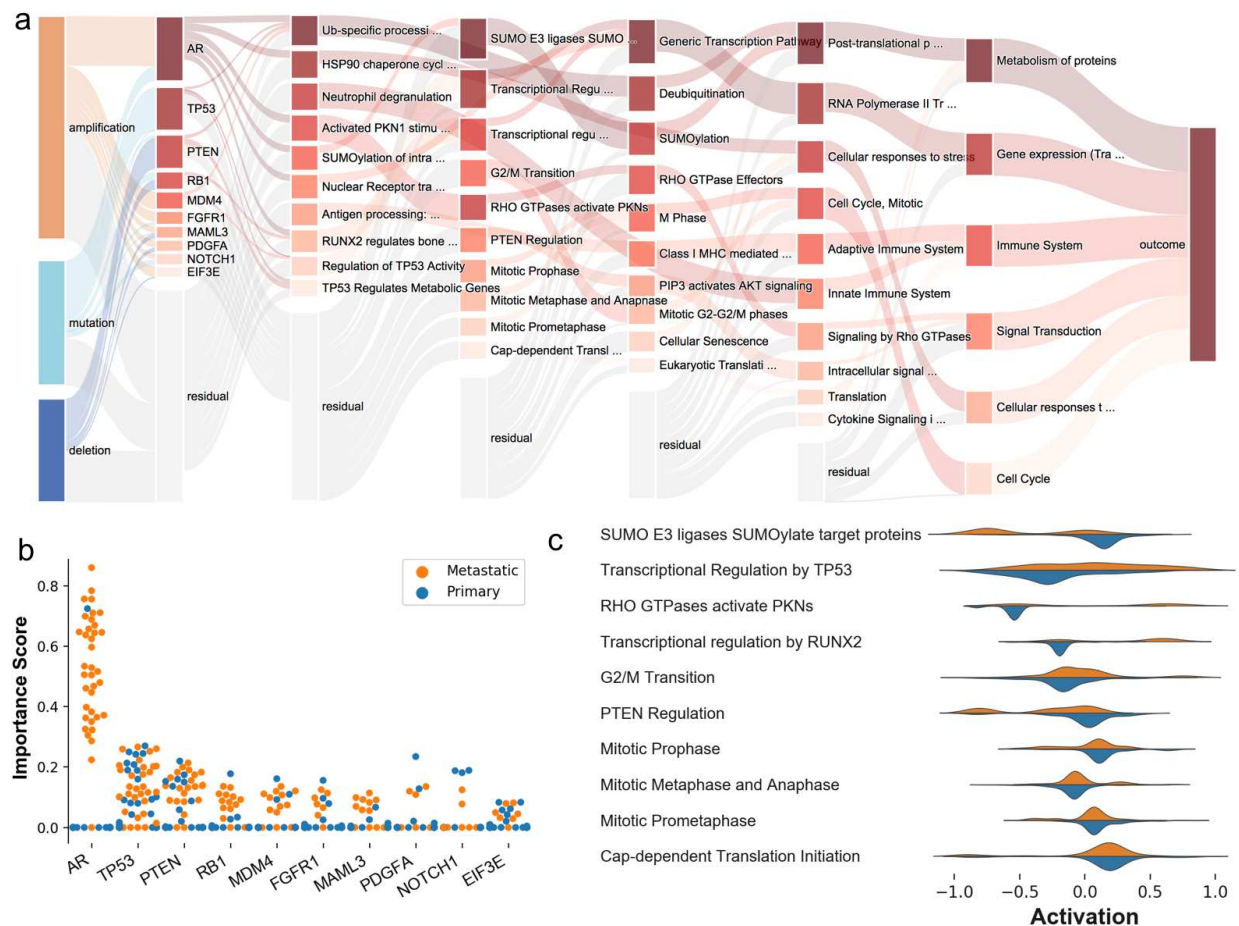 a
amplification
mutation
deletion
AR
TP53
PTEN
RB1
MDM4
FGFR1
MAML3
PDGFA
NOTCH1
EIF3E
residual
Ub-specific processi ...
HSP90 chaperone cycl ...
Neutrophil degranulation
Activated PKN1 stimu ...
SUMOylation of intra ...
Nuclear Receptor tra ...
Antigen processing: ...
RUNX2 regulates bone ...
Regulation of TP53 Activity
TP53 Regulates Metabolic Genes
residual
SUMO E3 ligases SUMO ...
Transcriptional Regu ...
Transcriptional regu ...
G2/M Transition
RHO GTPases activate PKNs
PTEN Regulation
Mitotic Prophase
Mitotic Metaphase and Anaphase
Mitotic Prometaphase
Cap-dependent Transl ...
residual
Generic Transcription Pathway
Deubiquitination
SUMOylation
RHO GTPase Effectors
M Phase
Class I MHC mediated ...
PIP3 activates AKT signaling
Mitotic G2-G2/M phases
Cellular Senescence
Eukaryotic Translati ...
residual
Post-translational p ...
RNA Polymerase II Tr ...
Cellular responses to stress
Cell Cycle, Mitotic
Adaptive Immune System
Innate Immune System
Signaling by Rho GTPases
Intracellular signal ...
Translation
Cytokine Signaling i ...
residual
Metabolism of proteins
Gene expression (Tra ...
Immune System
Signal Transduction
Cellular responses t ...
Cell Cycle
outcome
b
Importance Score
0.8
0.6
0.4
0.2
0.0
Metastatic
Primary
AR
TP53
PTEN
RB1
MDM4
FGFR1
MAML3
PDGFA
NOTCH1
EIF3E
c
SUMO E3 ligases SUMOylate target proteins
Transcriptional Regulation by TP53
RHO GTPases activate PKNs
Transcriptional regulation by RUNX2
G2/M Transition
PTEN Regulation
Mitotic Prophase
Mitotic Metaphase and Anaphase
Mitotic Prometaphase
Cap-dependent Translation Initiation
−1.0 −0.5 0.0 0.5 1.0
Activation